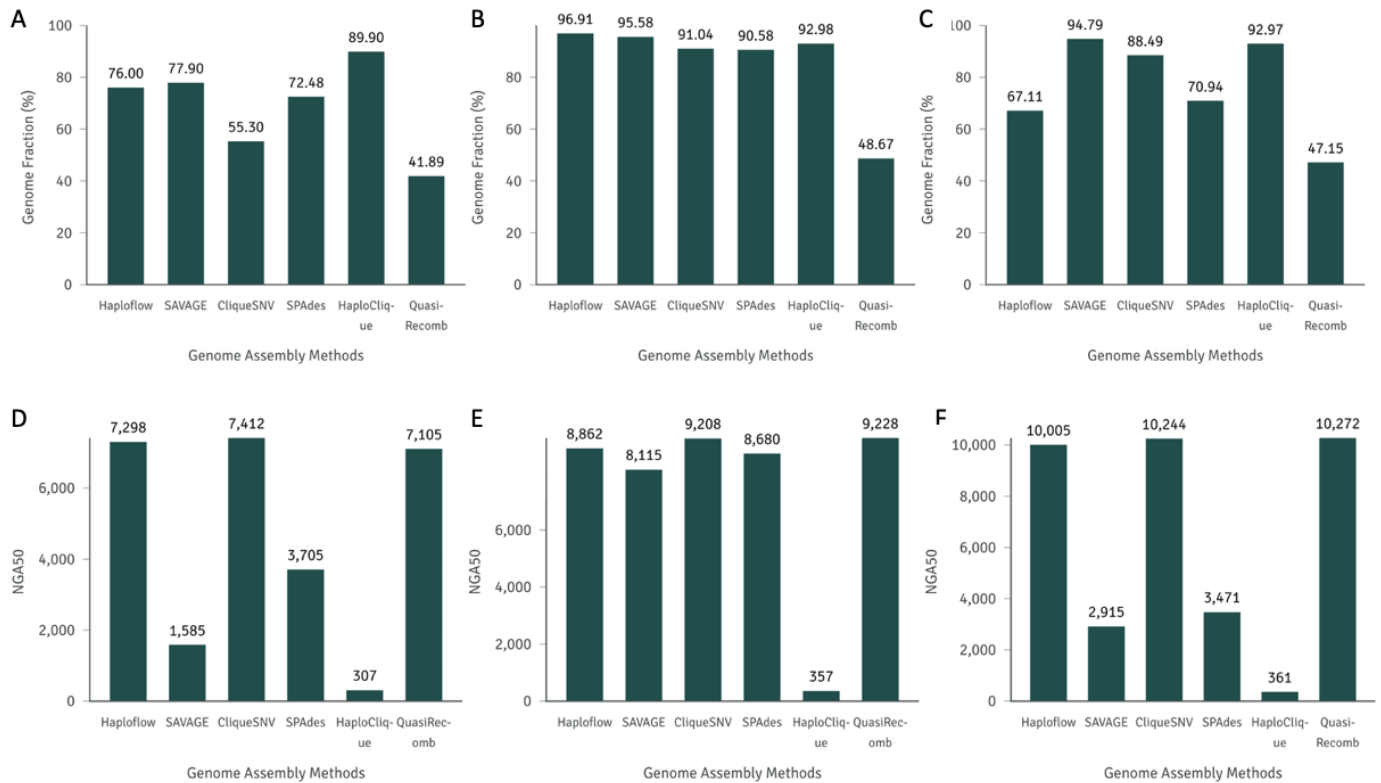 A
100
80
60
40
20
0
Genome Fraction (%)
76.00
77.90
55.30
72.48
89.90
41.89
Haploflow
SAVAGE
CliqueSNV
SPAdes
HaploCliq-
ue
Quasi-
Recomb
Genome Assembly Methods
B
100
80
60
40
20
0
Genome Fraction (%)
96.91
95.58
91.04
90.58
92.98
48.67
Haploflow
SAVAGE
CliqueSNV
SPAdes
HaploCliq-
ue
Quasi-
Recomb
Genome Assembly Methods
C
100
80
60
40
20
0
Genome Fraction (%
67.11
94.79
88.49
70.94
92.97
47.15
Haploflow
SAVAGE
CliqueSNV
SPAdes
HaploCliq-
ue
Quasi-
Recomb
Genome Assembly Methods
D
6,000
4,000
2,000
0
NGA50
7,298
1,585
7,412
3,705
307
7,105
Haploflow
SAVAGE
CliqueSNV
SPAdes
HaploCliq-
ue
QuasiRec-
omb
Genome Assembly Methods
E
6,000
4,000
2,000
0
NGA50
8,862
8,115
9,208
8,680
357
9,228
Haploflow
SAVAGE
CliqueSNV
SPAdes
HaploCliq-
ue
QuasiRec-
omb
Genome Assembly Methods
F
10,000
8,000
6,000
4,000
2,000
0
NGA50
10,005
2,915
10,244
3,471
361
10,272
Haploflow
SAVAGE
CliqueSNV
SPAdes
HaploCliq-
ue
Quasi-
Recomb
Genome Assembly Methods